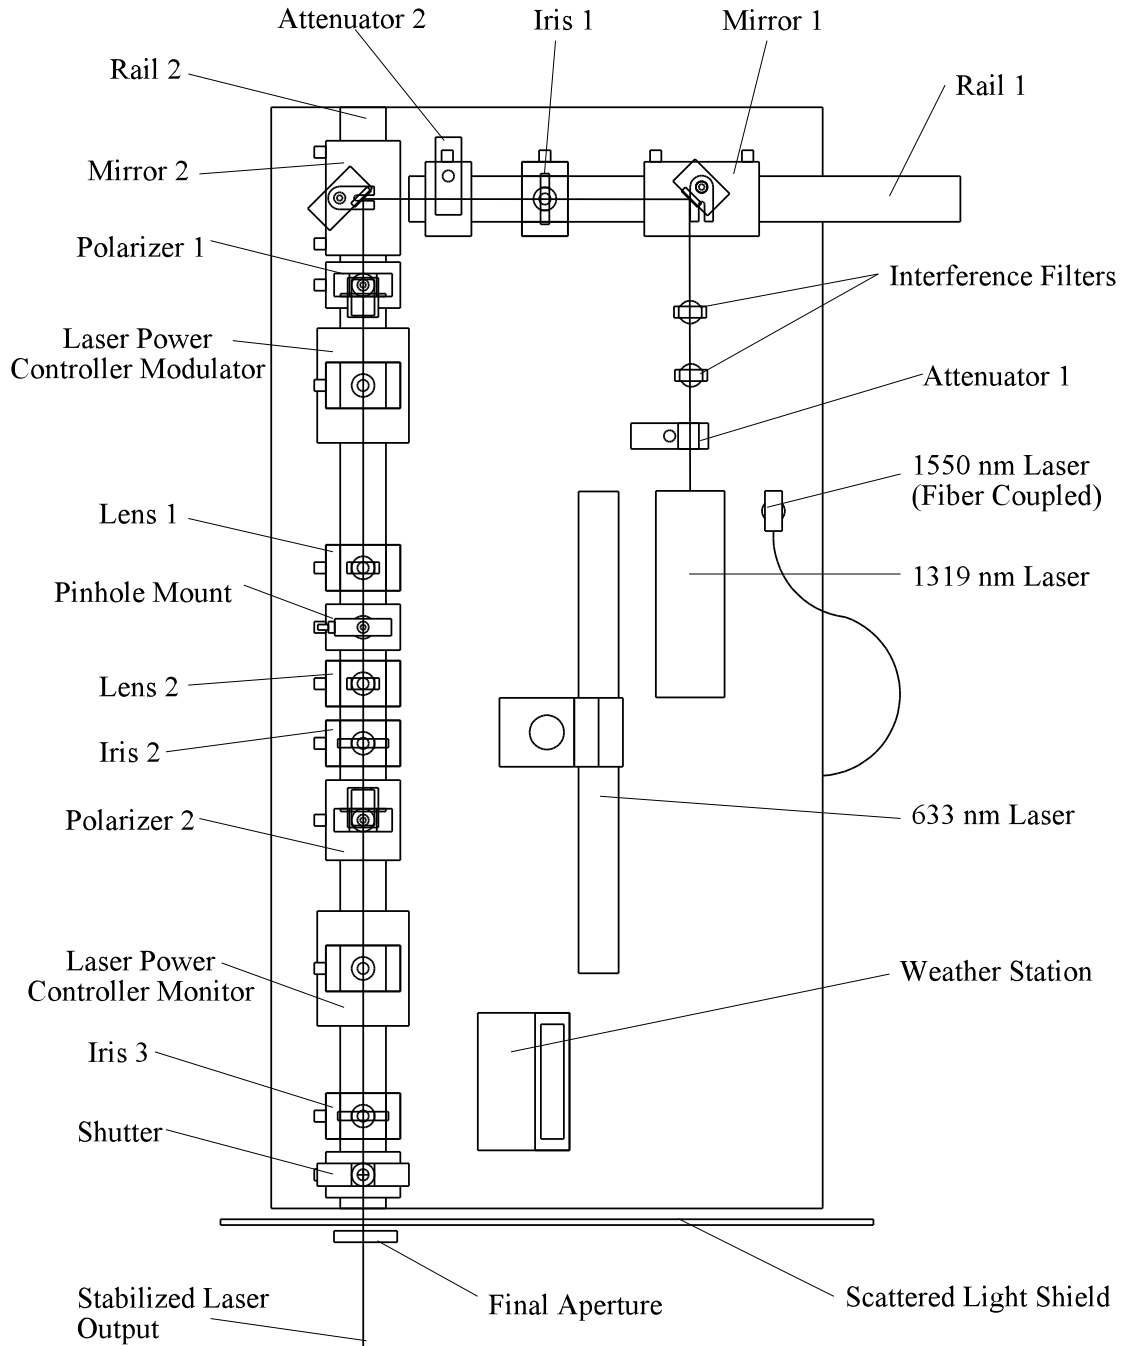 Attenuator 2
Iris 1
Mirror 1
Rail 2
Rail 1
Mirror 2
Polarizer 1
Interference Filters
Laser Power
Controller Modulator
Attenuator 1
1550 nm Laser
(Fiber Coupled)
Lens 1
1319 nm Laser
Pinhole Mount
Lens 2
Iris 2
Polarizer 2
633 nm Laser
Laser Power
Controller Monitor
Weather Station
Iris 3
Shutter
Stabilized Laser
Output
Final Aperture
Scattered Light Shield